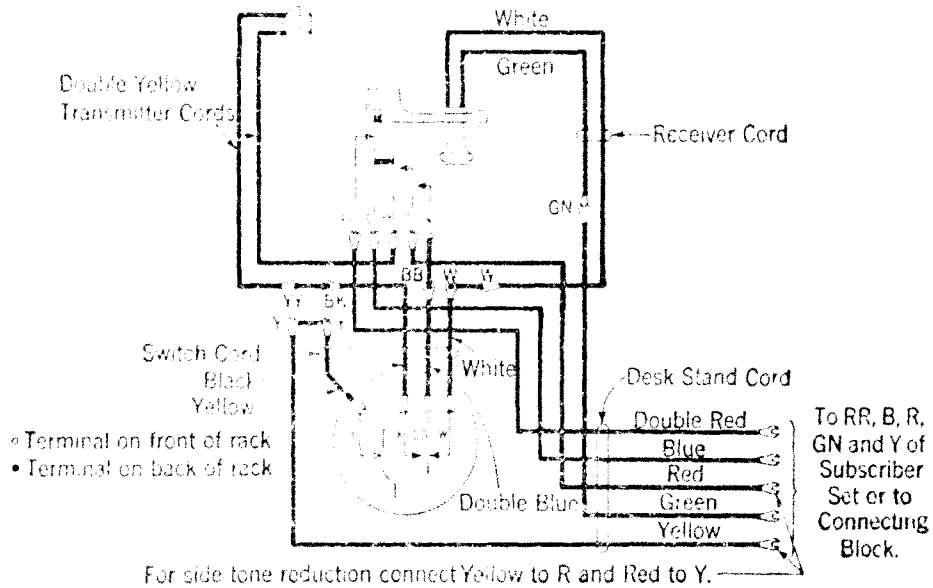 White
Green
Double Yellow
Transmitter Cords
Receiver Cord
GN
BB W W
YY BK
Y
Switch Cord
Black
Yellow
White
Desk Stand Cord
° Terminal on front of rack
• Terminal on back of rack
Double Red
Blue
Red
Green
Yellow
Double Blue
To RR, B, R,
GN and Y of
Subscriber
Set or to
Connecting
Block.
For side tone reduction connect Yellow to R and Red to Y.